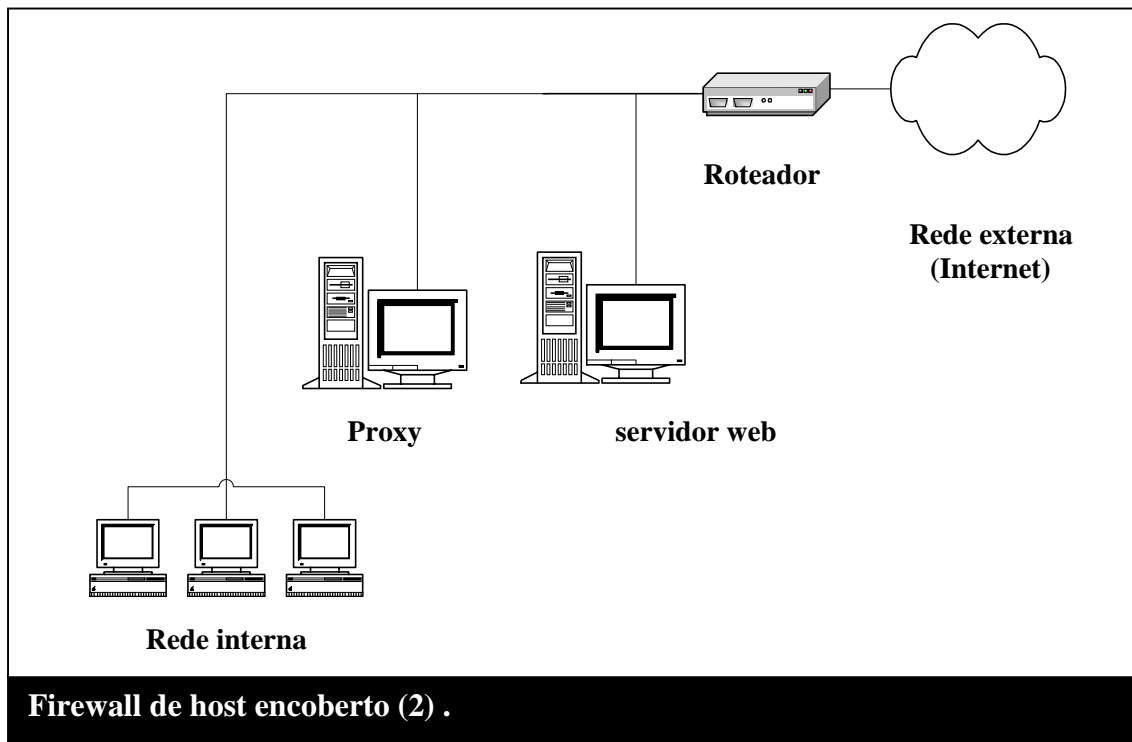 Roteador
Rede externa
(Internet)
Proxy
servidor web
Rede interna
Firewall de host encoberto (2) .